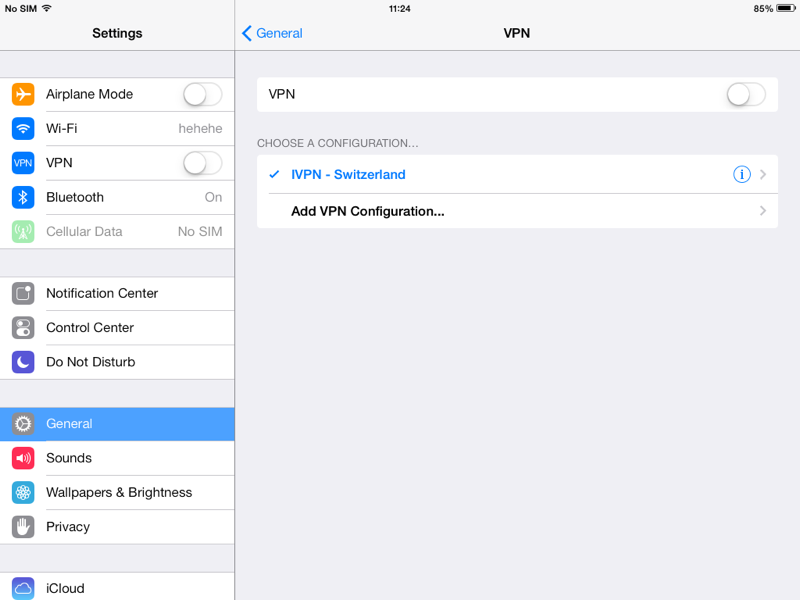 No SIM 11:24 85%
Settings
General VPN
Airplane Mode
Wi-Fi hehehe
VPN VPN
Bluetooth On
Cellular Data No SIM
Notification Center
Control Center
Do Not Disturb
General
Sounds
Wallpapers & Brightness
Privacy
iCloud
VPN
CHOOSE A CONFIGURATION...
IVPN - Switzerland
Add VPN Configuration...